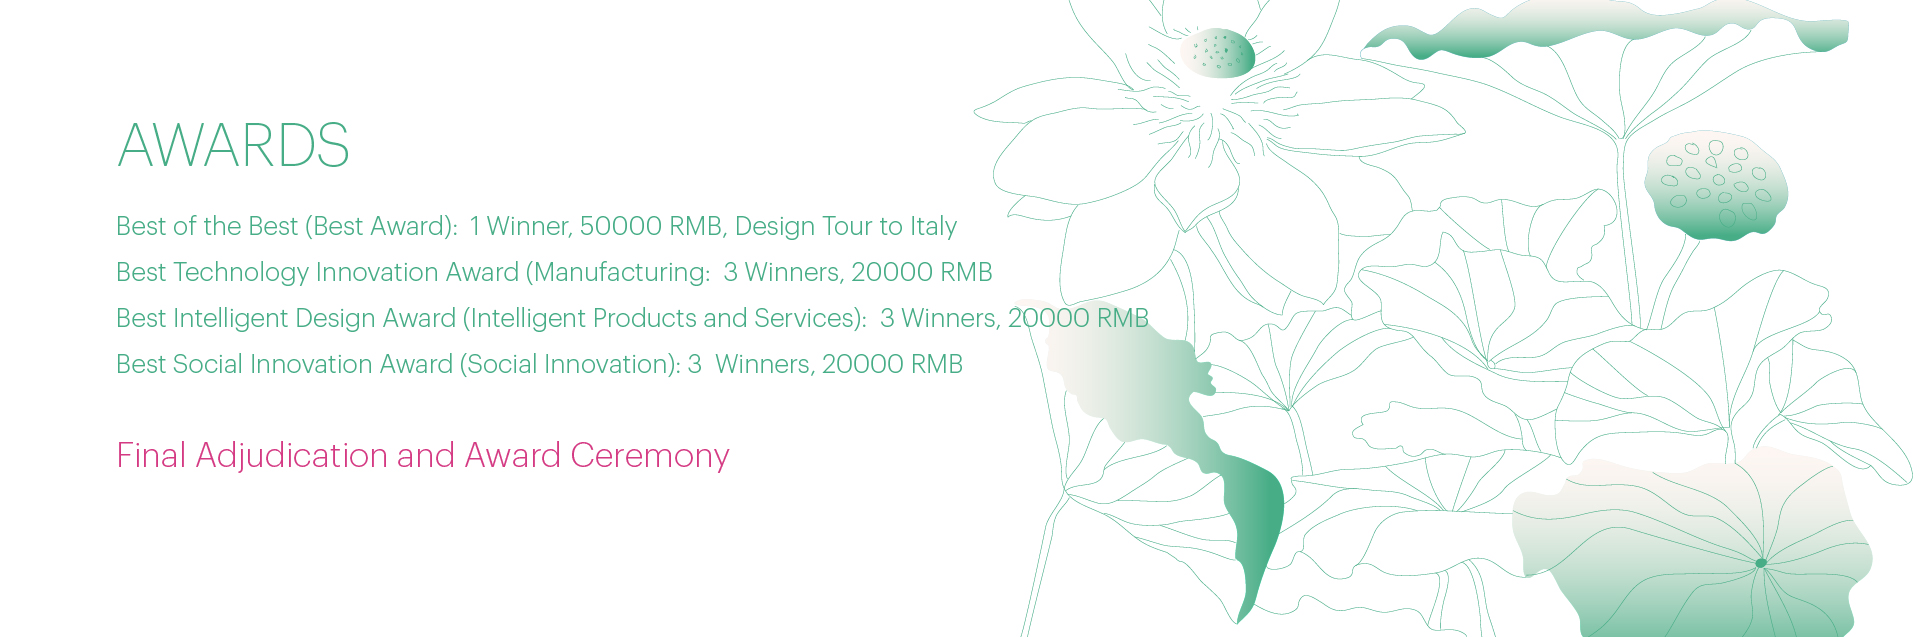 AWARDS
Best of the Best (Best Award):  1 Winner, 50000 RMB, Design Tour to Italy
Best Technology Innovation Award (Manufacturing:  3 Winners, 20000 RMB
Best Intelligent Design Award (Intelligent Products and Services):  3 Winners, 20000 RMB
Best Social Innovation Award (Social Innovation): 3  Winners, 20000 RMB
Final Adjudication and Award Ceremony